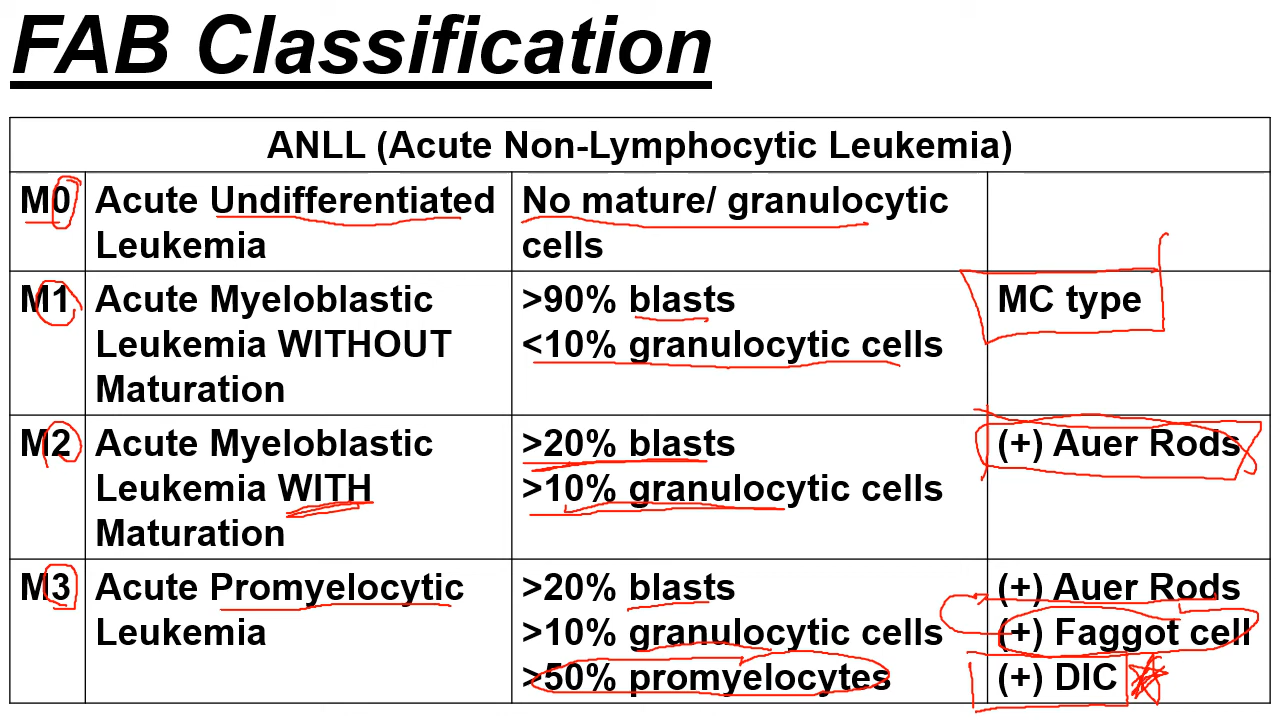 FAB Classification
ANLL (Acute Non-Lymphocytic Leukemia)
M0
Acute Undifferentiated
Leukemia
No mature/ granulocytic
cells
M1
Acute Myeloblastic
Leukemia WITHOUT
Maturation
>90% blasts
<10% granulocytic cells
MC type
M2
Acute Myeloblastic
Leukemia WITH
Maturation
>20% blasts
>10% granulocytic cells
(+) Auer Rods
M3
Acute Promyelocytic
Leukemia
>20% blasts
>10% granulocytic cells
>50% promyelocytes
(+) Auer Rods
(+) Faggot cell
(+) DIC